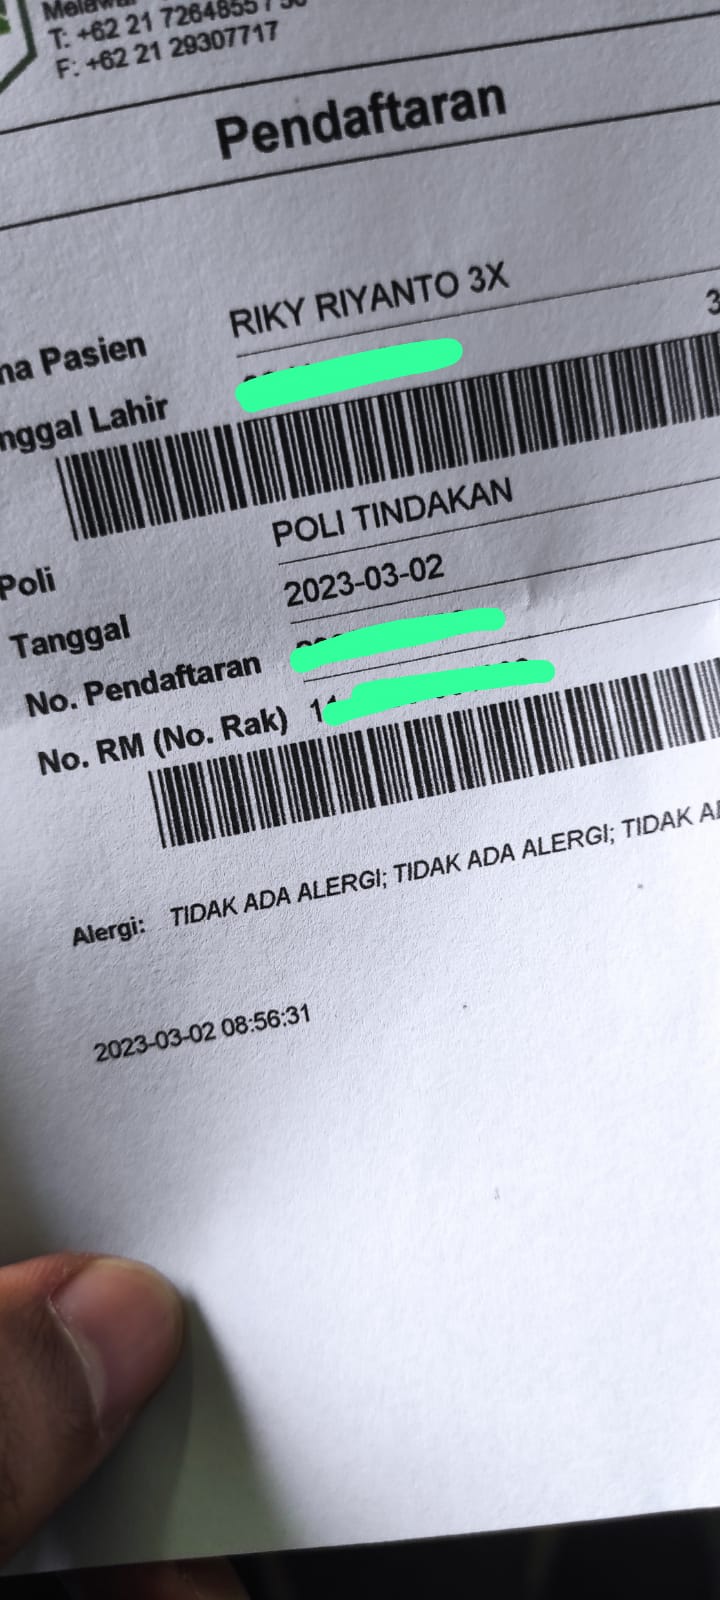 T: +62 21 7264855 /
F: +62 21 29307717
Pendaftaran
Pasien RIKY RIYANTO 3X
Lahir
Poli POLI TINDAKAN
Tanggal 2023-03-02
No. Pendaftaran
No. RM (No. Rak)
Alergi: TIDAK ADA ALERGI; TIDAK ADA ALERGI; TIDAK
2023-03-02 08:56:31